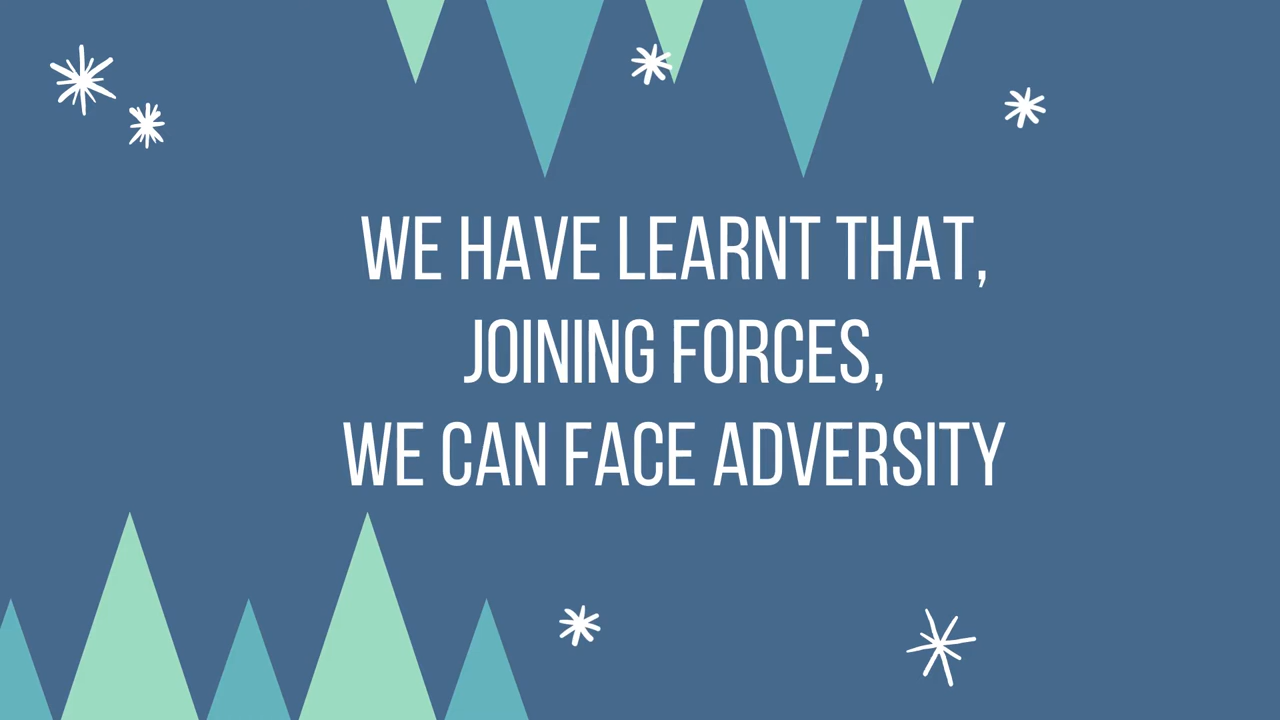 WE HAVE LEARNT THAT,
JOINING FORCES,
WE CAN FACE ADVERSITY